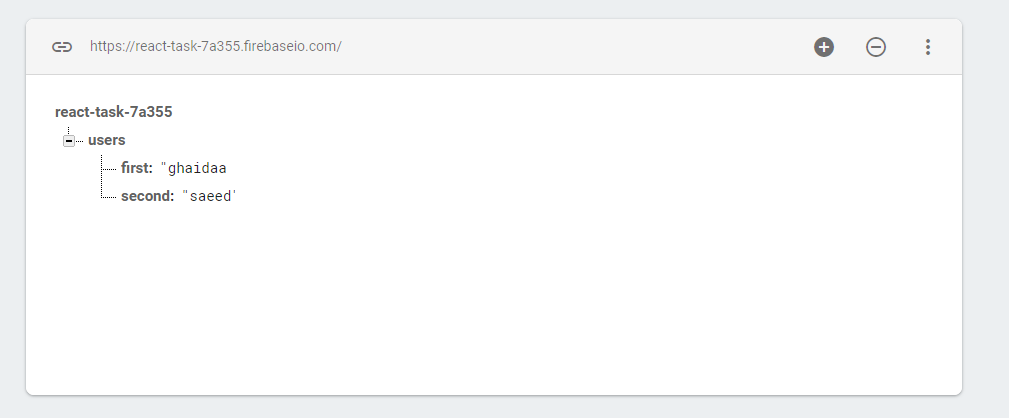 https://react-task-7a355.firebaseio.com/
react-task-7a355
users
first: "ghaidaa
second: "saeed'